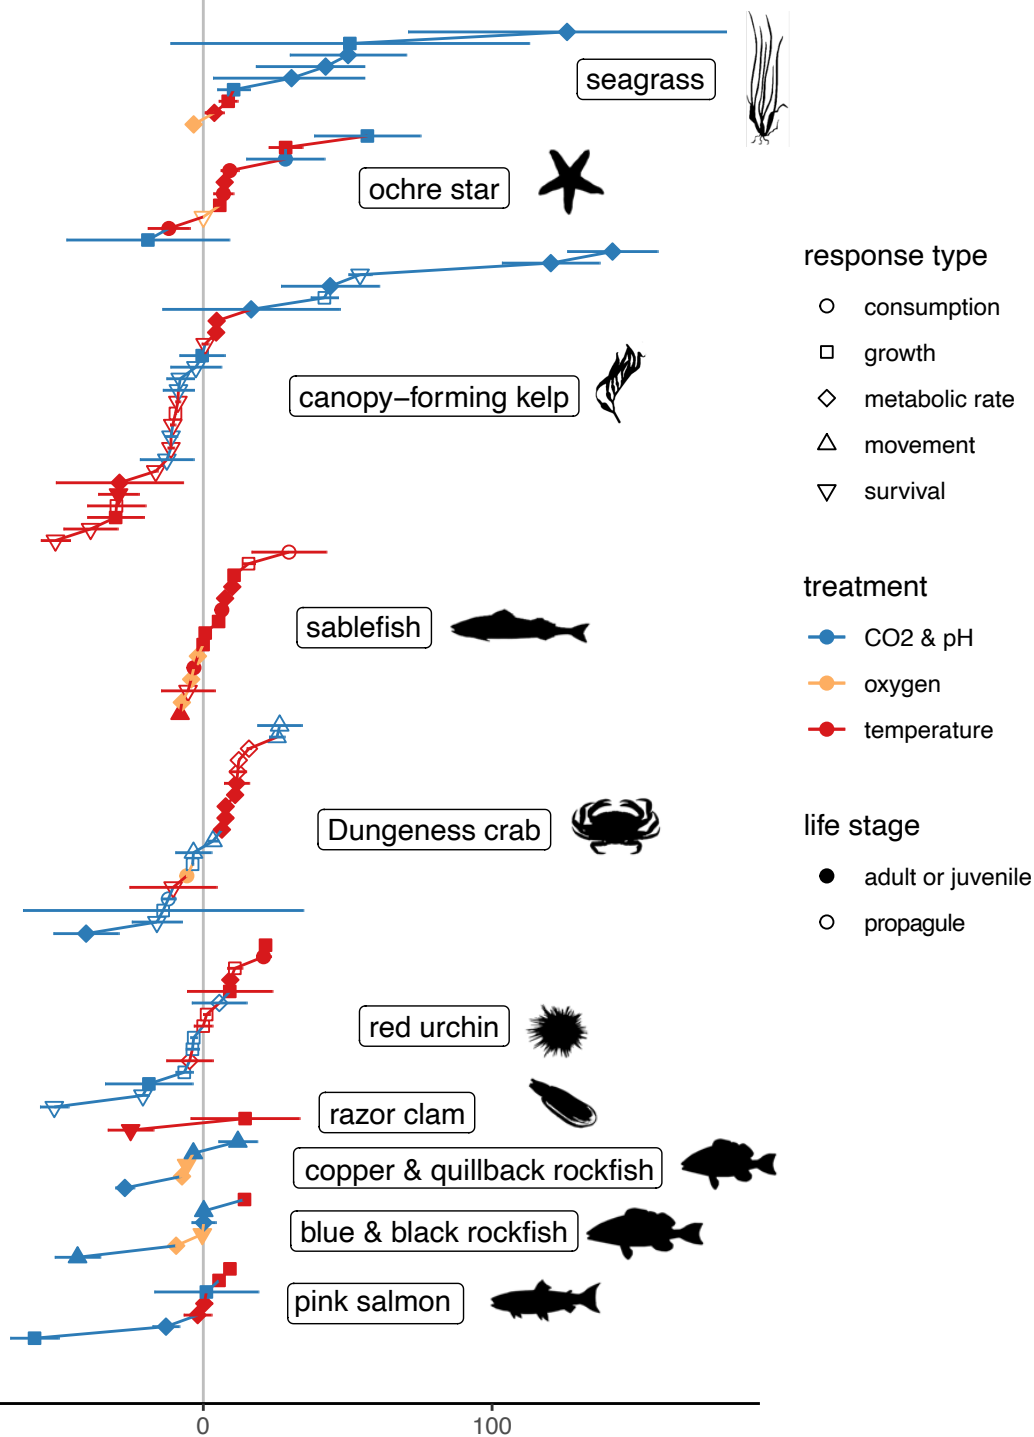 seagrass
ochre star
canopy−forming kelp
sablefish
Dungeness crab
red urchin
razor clam
copper & quillback rockfish
blue & black rockfish
pink salmon
0
100
response type
consumption
growth
metabolic rate
movement
survival
treatment
CO2 & pH
oxygen
temperature
life stage
adult or juvenile
propagule